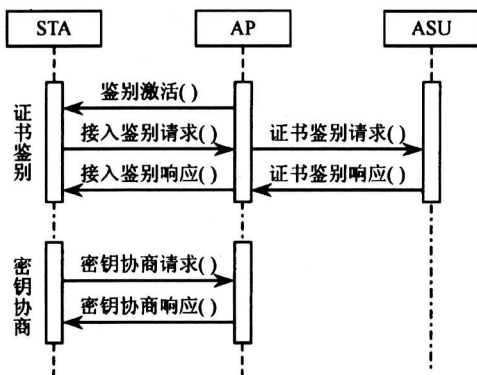 STA AP ASU
鉴别激活()
接入鉴别请求() 证书鉴别请求()
接入鉴别响应() 证书鉴别响应()
证书鉴别
密钥协商请求()
密钥协商响应()
密钥协商